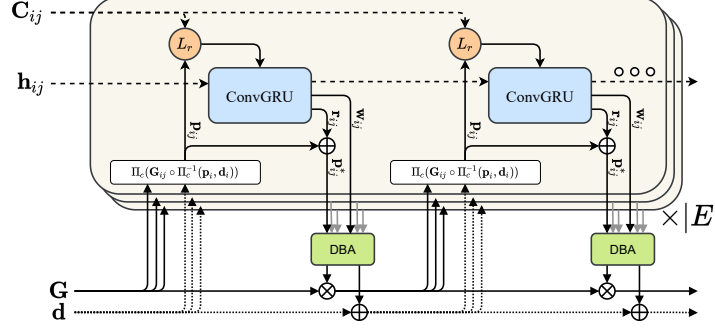 C_ij
L_r L_r
h_ij
ConvGRU ConvGRU
p_ij r_ij w_ij p_ij r_ij w_ij
p*_ij p*_ij
Π_c(G_ij ∘ Π_c^{-1}(p_i, d_i)) Π_c(G_ij ∘ Π_c^{-1}(p_i, d_i))
× |E
DBA DBA
G
d